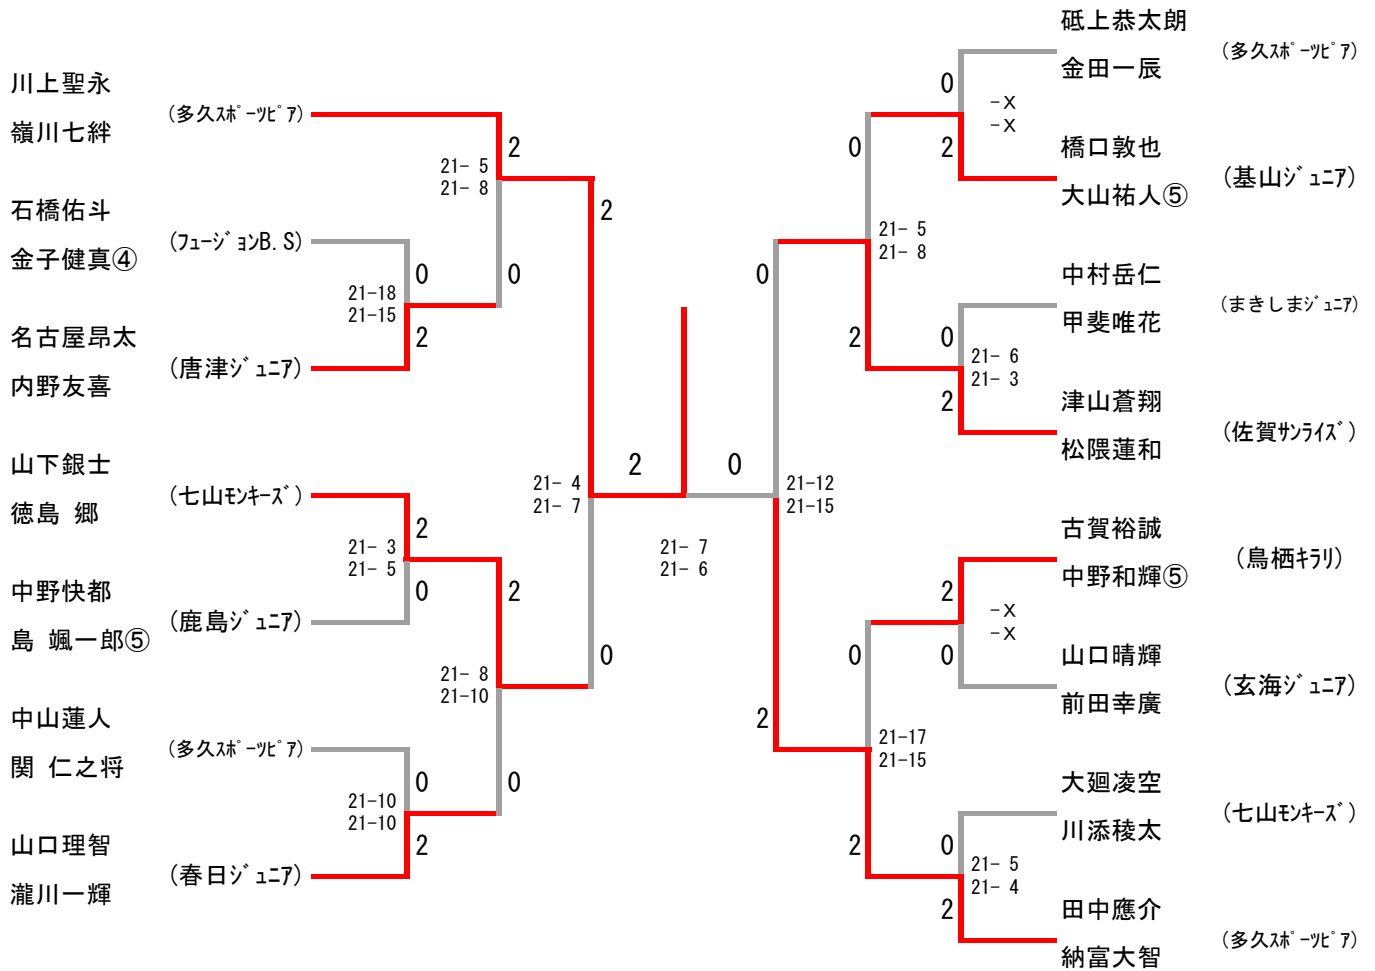 川上聖永
嶺川七絆
(多久ｽﾎﾟｰﾂﾋﾟｱ)
2
21- 5
21- 8
石橋佑斗
金子健真④
(ﾌｭｰｼﾞｮﾝB.S)
0
0
21-18
21-15
名古屋昂太
内野友喜
(唐津ｼﾞｭﾆｱ)
2
2
山下銀士
徳島 郷
(七山ﾓﾝｷｰｽﾞ)
2
21- 3
21- 5
中野快都
島 颯一郎⑤
(鹿島ｼﾞｭﾆｱ)
0
2
21- 4
21- 7
0
21- 8
21-10
中山蓮人
関 仁之将
(多久ｽﾎﾟｰﾂﾋﾟｱ)
0
0
21-10
21-10
山口理智
瀧川一輝
(春日ｼﾞｭﾆｱ)
2
2
0
21- 7
21- 6
砥上恭太朗
金田一辰
(多久ｽﾎﾟｰﾂﾋﾟｱ)
0
-X
-X
橋口敦也
大山祐人⑤
(基山ｼﾞｭﾆｱ)
2
0
21- 5
21- 8
0
中村岳仁
甲斐唯花
(まきしまｼﾞｭﾆｱ)
0
2
21- 6
21- 3
津山蒼翔
松隈蓮和
(佐賀ｻﾝﾗｲｽﾞ)
2
21-12
21-15
古賀裕誠
中野和輝⑤
(鳥栖ｷﾗﾘ)
2
-X
-X
山口晴輝
前田幸廣
(玄海ｼﾞｭﾆｱ)
0
0
2
21-17
21-15
大廻凌空
川添稜太
(七山ﾓﾝｷｰｽﾞ)
0
2
21- 5
21- 4
田中應介
納富大智
(多久ｽﾎﾟｰﾂﾋﾟｱ)
2